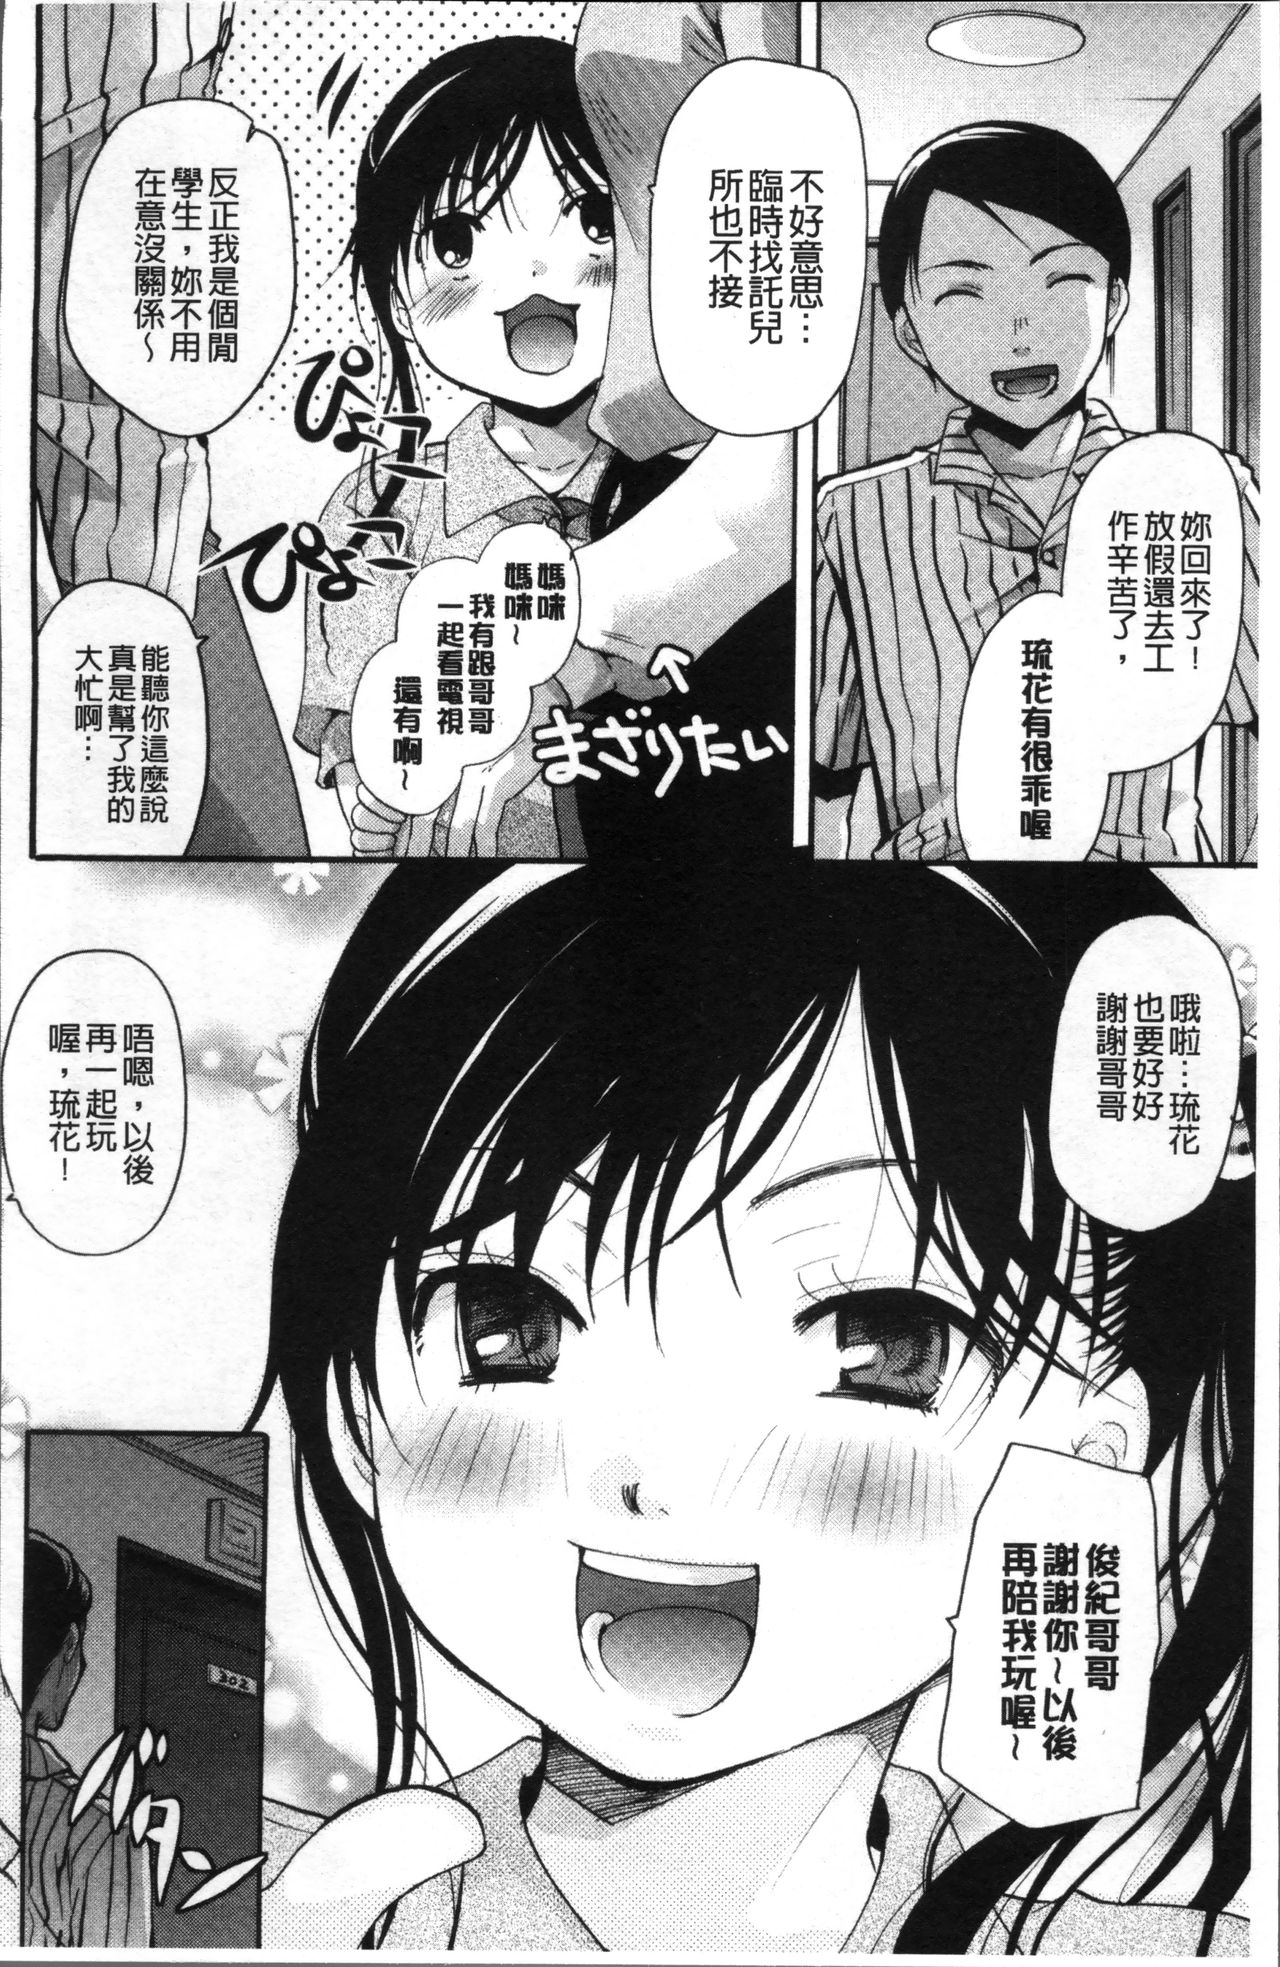 妳回來了！
放假還去工
作辛苦了，
琉花有很乖喔
不好意思…
臨時找託兒
所也不接
反正我是個閒
學生，妳不用
在意沒關係～
ぴょこっ
ぴょこっ
媽咪
媽咪～
我有跟哥哥
一起看電視
還有啊～
まざりたい
能聽你這麼說
真是幫了我的
大忙啊…
哦啦…琉花
也要好好
謝謝哥哥
俊紀哥哥
謝謝你～以後
再陪我玩喔～
唔嗯，以後
再一起玩
喔，琉花！
302
バタン